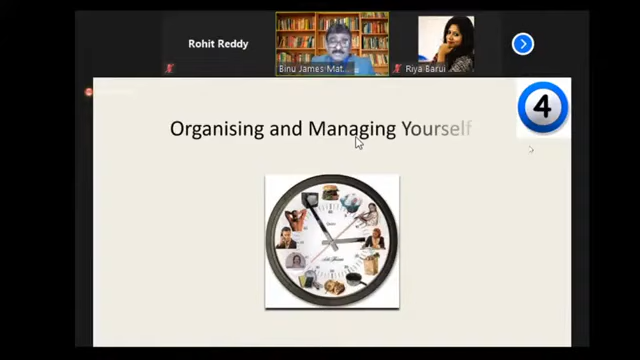 Rohit Reddy
Binu James Mat...
Riya Barui
4
Organising and Managing Yourself